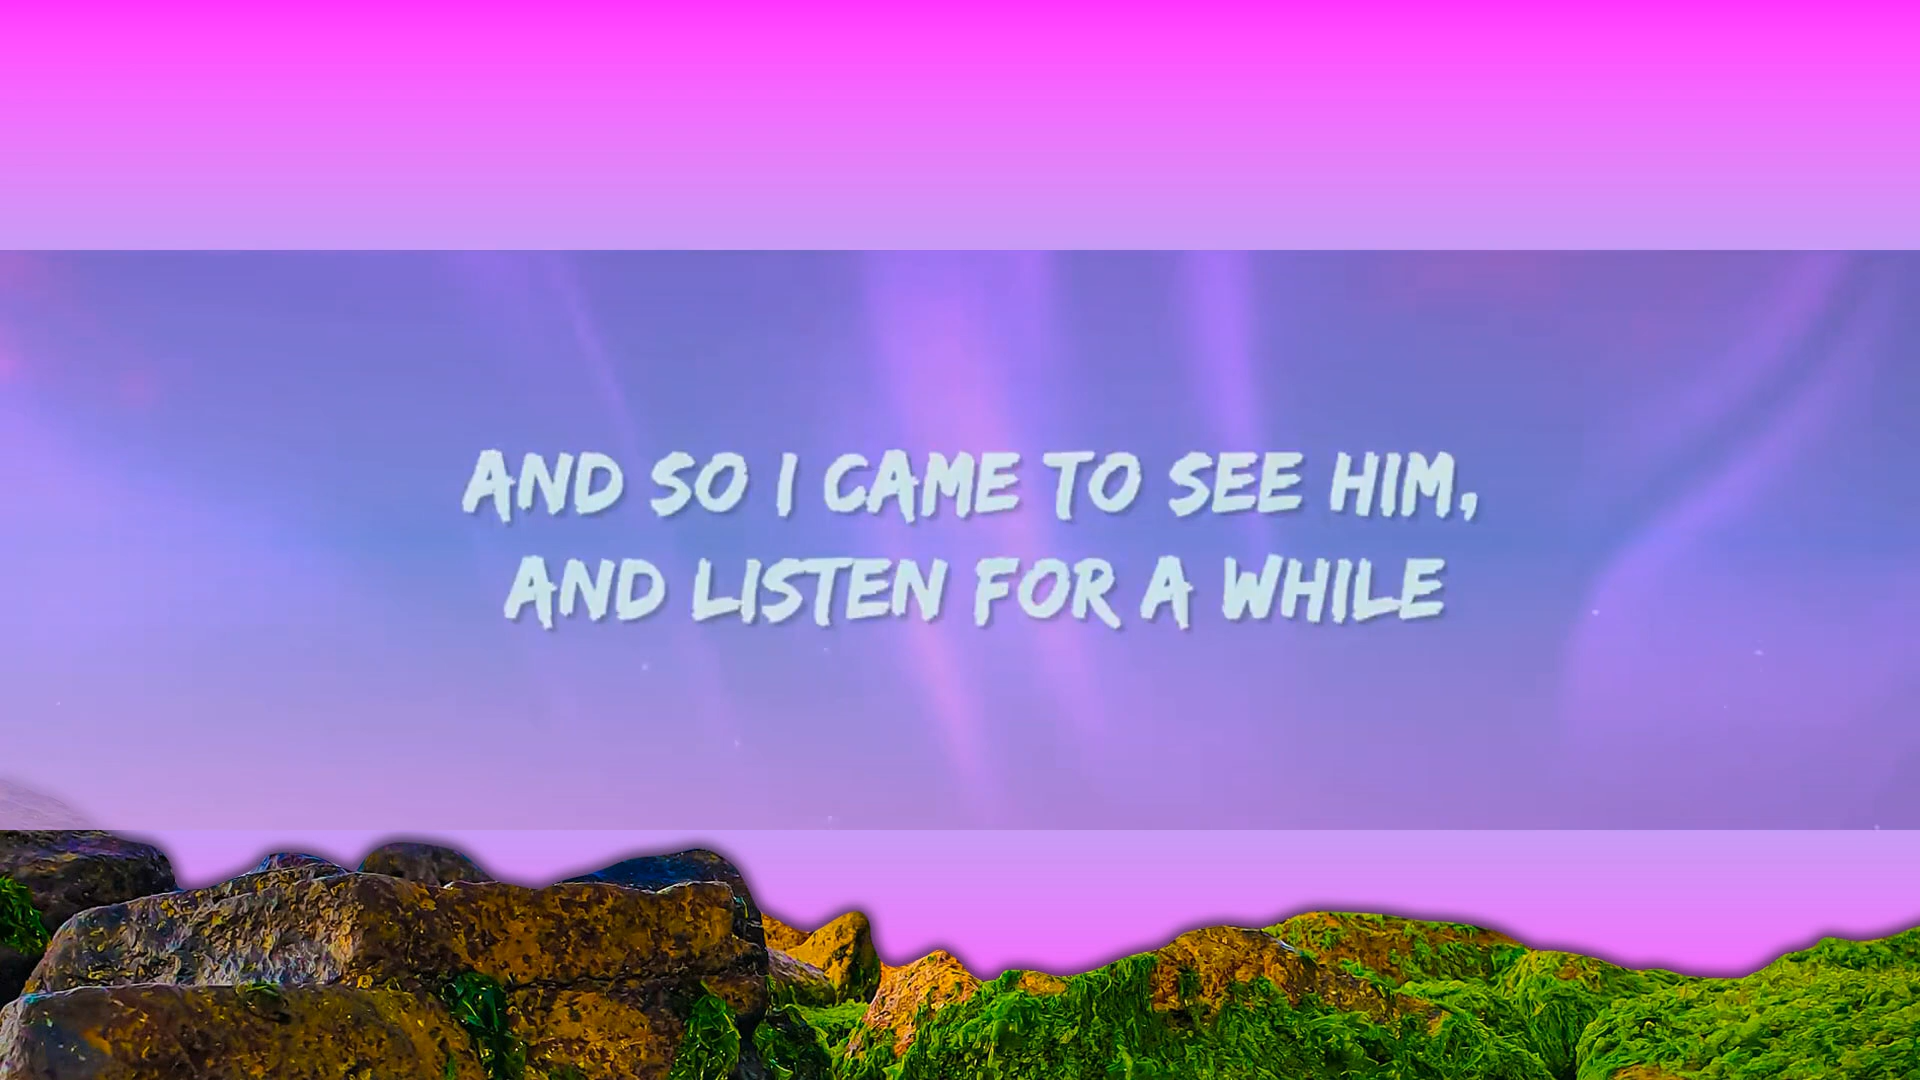 AND SO I CAME TO SEE HIM,
AND LISTEN FOR A WHILE